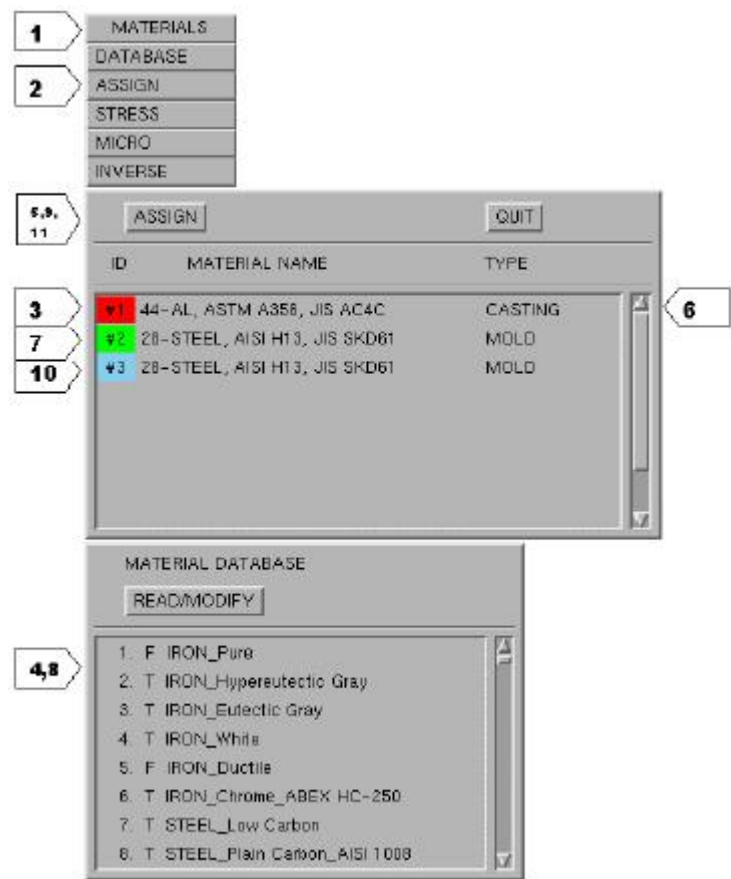 1 MATERIALS
DATABASE
2 ASSIGN
STRESS
MICRO
INVERSE
5,9,
11
ASSIGN QUIT
ID MATERIAL NAME TYPE
3 #1 44-AL, ASTM A356, JIS AC4C CASTING 6
7 #2 28-STEEL, AISI H13, JIS SKD61 MOLD
10 #3 28-STEEL, AISI H13, JIS SKD61 MOLD
MATERIAL DATABASE
READ/MODIFY
4,8
1. F IRON_Pure
2. T IRON_Hypereutectic Gray
3. T IRON_Eutectic Gray
4. T IRON_White
5. F IRON_Ductile
6. T IRON_Chrome_ABEX HC-250
7. T STEEL_Low Carbon
8. T STEEL_Plain Carbon_AISI 1008